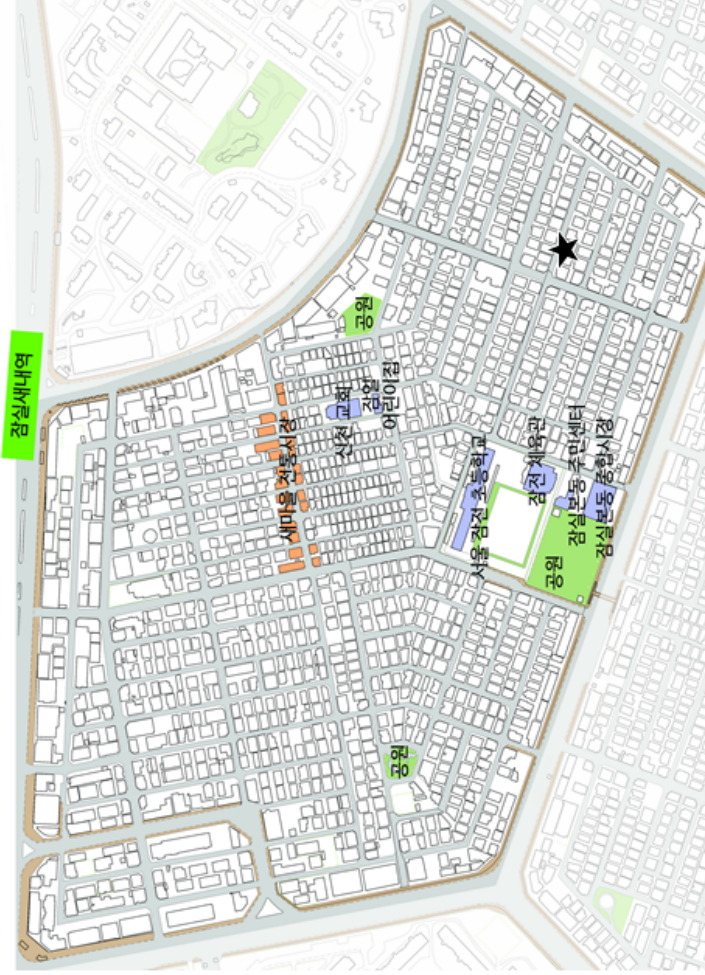 잠실새내역
공원
새마을 전통시장
신천 교회
잠일
어린이집
서울 잠전 초등학교
잠전 체육관
잠실본동 주민센터
잠실본동 종합시장
공원
공원